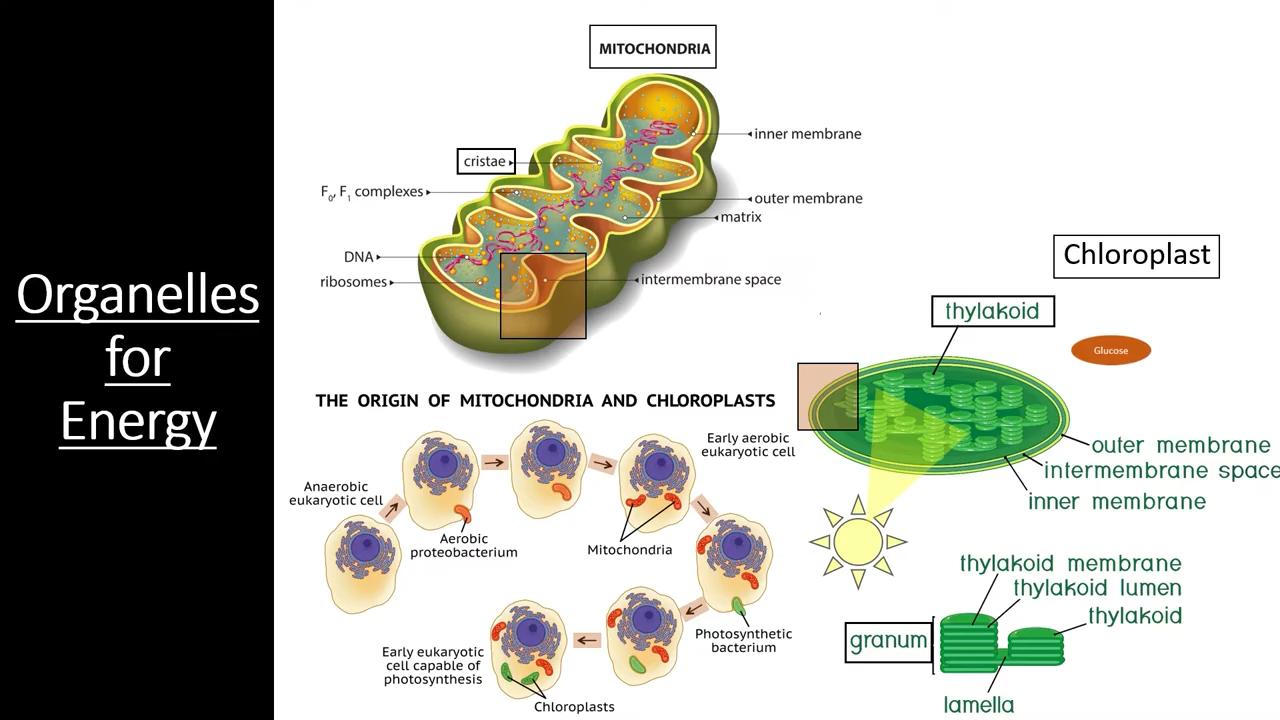 Organelles
for
Energy
MITOCHONDRIA
inner membrane
cristae
F₀, F₁ complexes
outer membrane
matrix
DNA
ribosomes
intermembrane space
Chloroplast
thylakoid
Glucose
outer membrane
intermembrane space
inner membrane
THE ORIGIN OF MITOCHONDRIA AND CHLOROPLASTS
Anaerobic
eukaryotic cell
Aerobic
proteobacterium
Early aerobic
eukaryotic cell
Mitochondria
Photosynthetic
bacterium
Early eukaryotic
cell capable of
photosynthesis
Chloroplasts
thylakoid membrane
thylakoid lumen
thylakoid
granum
lamella